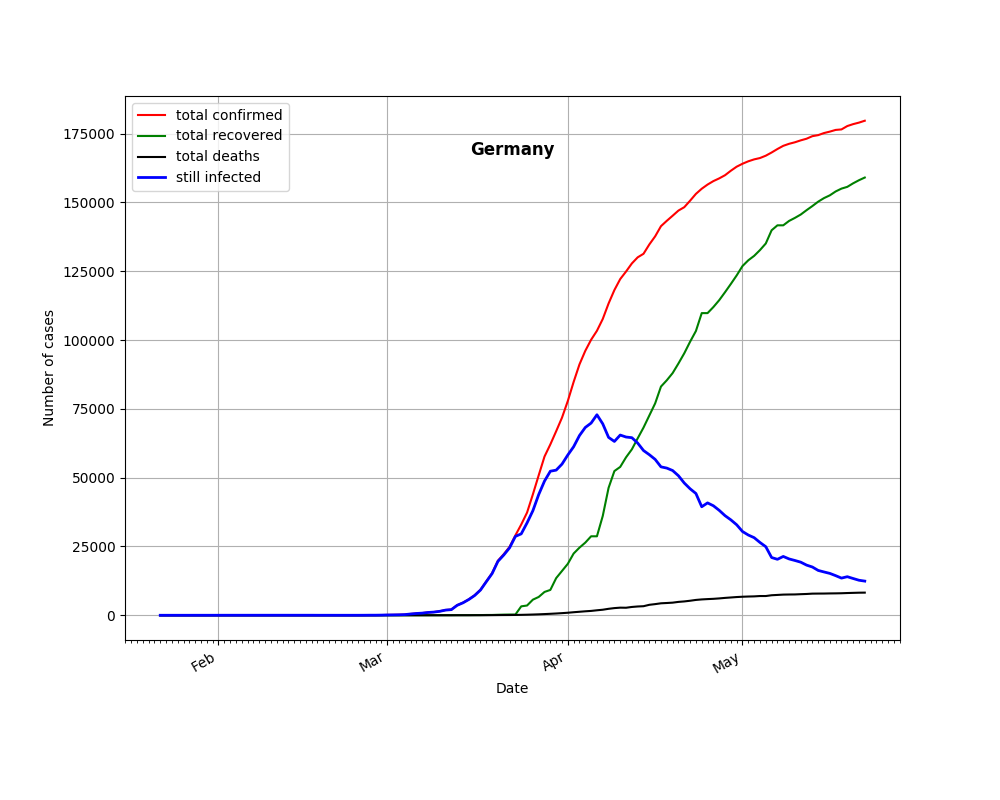 Germany
total confirmed
total recovered
total deaths
still infected
175000
150000
125000
100000
75000
50000
25000
0
Number of cases
Feb
Mar
Apr
May
Date